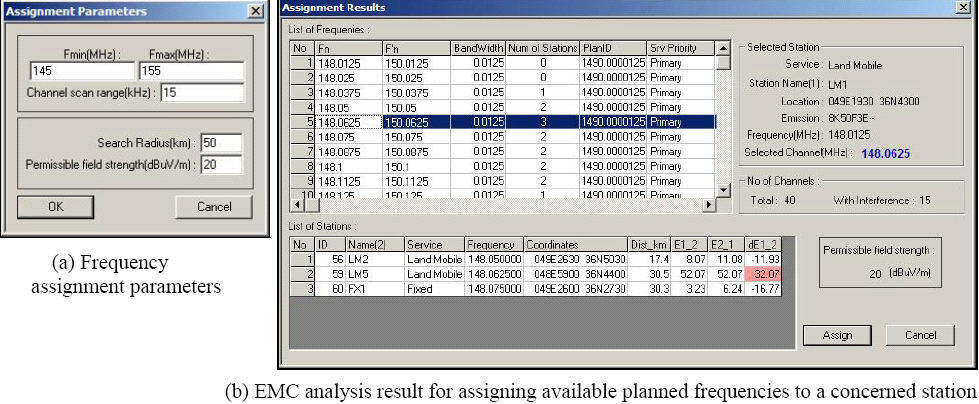 Assignment Parameters
Fmin(MHz) : Fmax(MHz) :
145 155
Channel scan range(kHz) : 15
Search Radius(km) : 50
Permissible field strength(dBuV/m) : 20
OK Cancel
(a) Frequency
assignment parameters
Assignment Results
List of Frequenies :
No Fn F'n BandWidth Num of Stations PlanID Srv Priority
1 148.0125 150.0125 0.0125 0 1490.0000125 Primary
2 148.025 150.025 0.0125 0 1490.0000125 Primary
3 148.0375 150.0375 0.0125 1 1490.0000125 Primary
4 148.05 150.05 0.0125 2 1490.0000125 Primary
5 148.0625 150.0625 0.0125 3 1490.0000125 Primary
6 148.075 150.075 0.0125 2 1490.0000125 Primary
7 148.0875 150.0875 0.0125 2 1490.0000125 Primary
8 148.1 150.1 0.0125 2 1490.0000125 Primary
9 148.1125 150.1125 0.0125 2 1490.0000125 Primary
10 148.125 150.125 0.0125 1 1490.0000125 Primary
Selected Station
Service : Land Mobile
Station Name(1) : LM1
Location : 049E1930 36N4300
Emission : 8K50F3E--
Frequency(MHz) : 148.0125
Selected Channel(MHz) : 148.0625
No of Channels :
Total : 40 With Interference : 15
List of Stations :
No ID Name(2) Service Frequency Coordinates Dist_km E1_2 E2_1 dE1_2
1 56 LM2 Land Mobile 148.050000 049E2630 36N5030 17.4 8.07 11.08 -11.93
2 59 LM5 Land Mobile 148.062500 048E5900 36N4400 30.5 52.07 52.07 32.07
3 60 FX1 Fixed 148.075000 049E2600 36N2730 30.3 3.23 6.24 -16.77
Permissible field strength :
20 (dBuV/m)
Assign Cancel
(b) EMC analysis result for assigning available planned frequencies to a concerned station